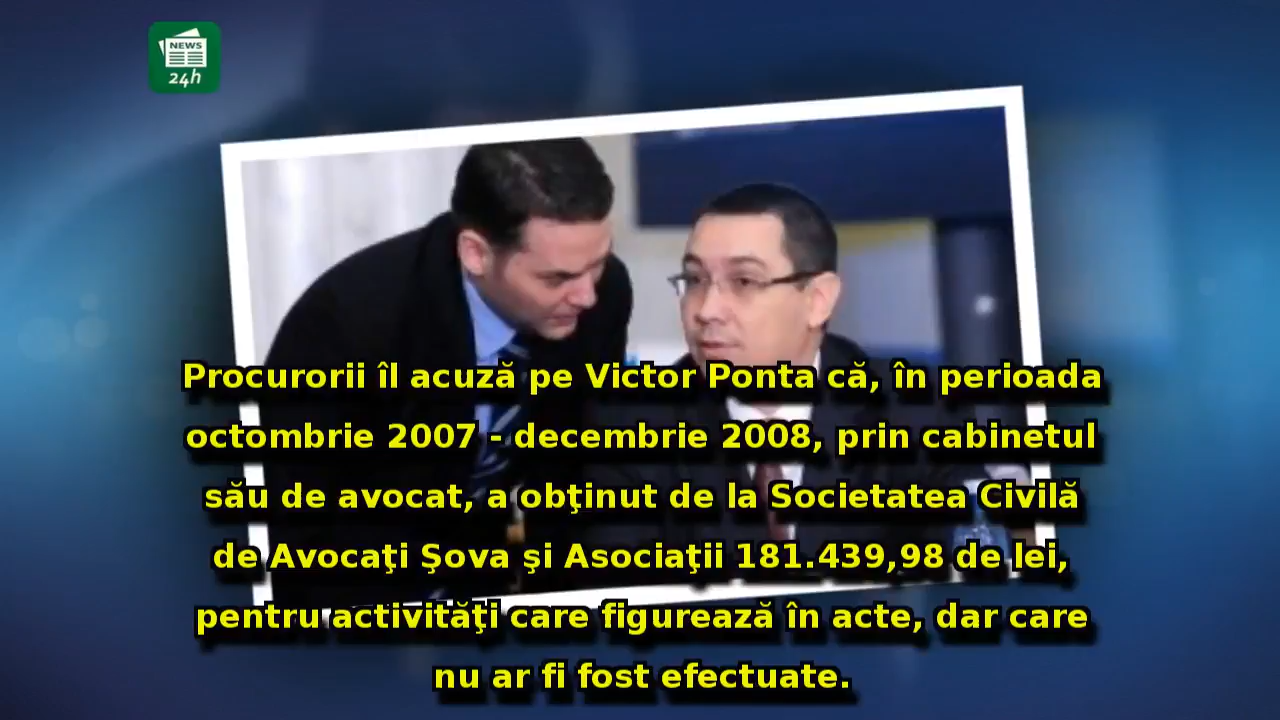 NEWS
24h
Procurorii îl acuză pe Victor Ponta că, în perioada
octombrie 2007 - decembrie 2008, prin cabinetul
său de avocat, a obţinut de la Societatea Civilă
de Avocaţi Şova şi Asociaţii 181.439,98 de lei,
pentru activităţi care figurează în acte, dar care
nu ar fi fost efectuate.